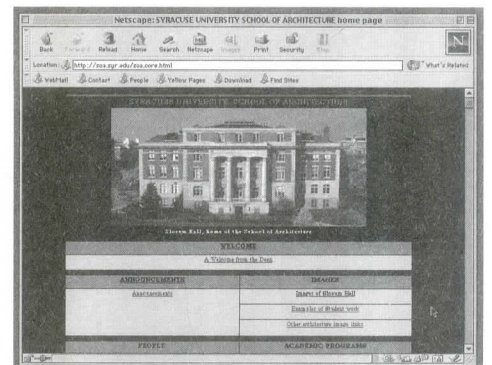 Netscape: SYRACUSE UNIVERSITY SCHOOL OF ARCHITECTURE home page
Back Forward Reload Home Search Netscape Images Print Security Stop
N
Location: http://soa.syr.edu/soa.core.html What's Related
WebMail Contact People Yellow Pages Download Find Sites
SYRACUSE UNIVERSITY SCHOOL OF ARCHITECTURE
Slocum Hall, Home of the School of Architecture
WELCOME
A Welcome from the Dean
ANNOUNCEMENTS IMAGES
Announcements Images of Slocum Hall
Examples of Student work
Other architecture image links
PEOPLE ACADEMIC PROGRAMS